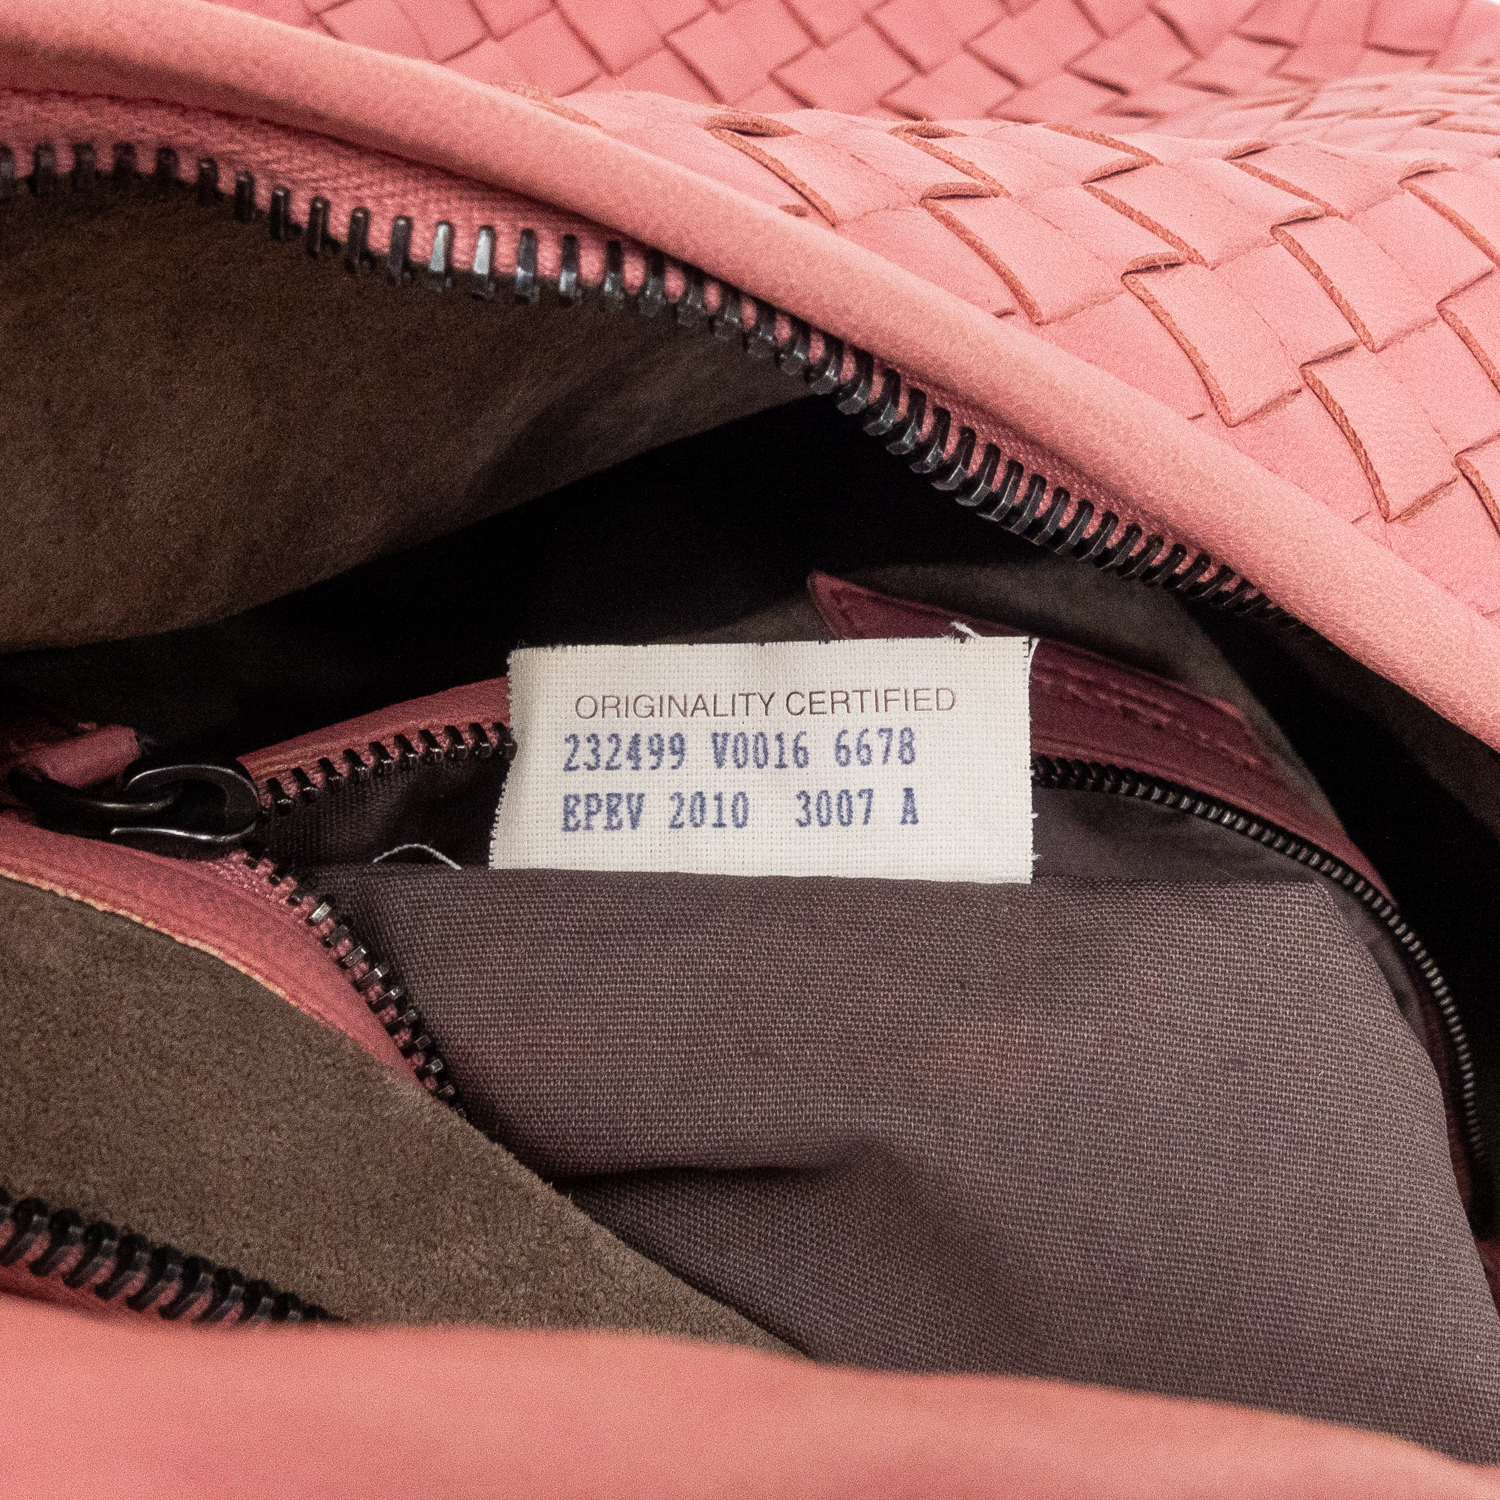 ORIGINALITY CERTIFIED
232499 V0016 6678
EPEV 2010 3007 A